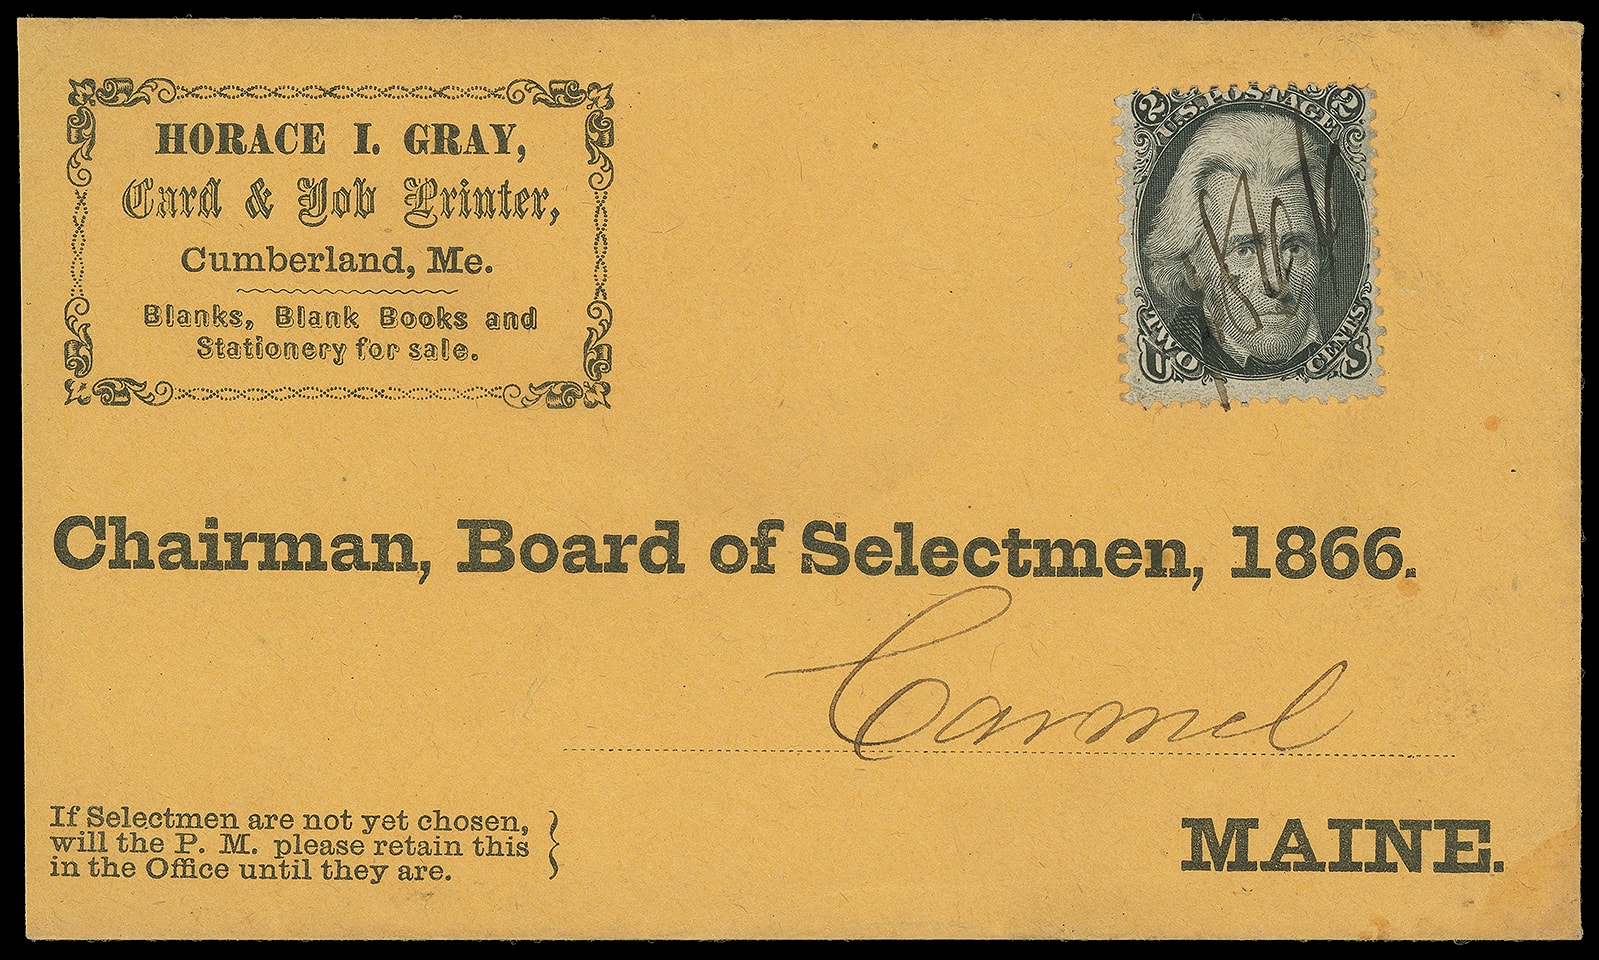 HORACE I. GRAY,
Card & Job Printer,
Cumberland, Me.
Blanks, Blank Books and
Stationery for sale.
2 U.S. POSTAGE 2
TWO CENTS
U S
Chairman, Board of Selectmen, 1866.
Carmel
MAINE.
If Selectmen are not yet chosen,
will the P. M. please retain this
in the Office until they are.